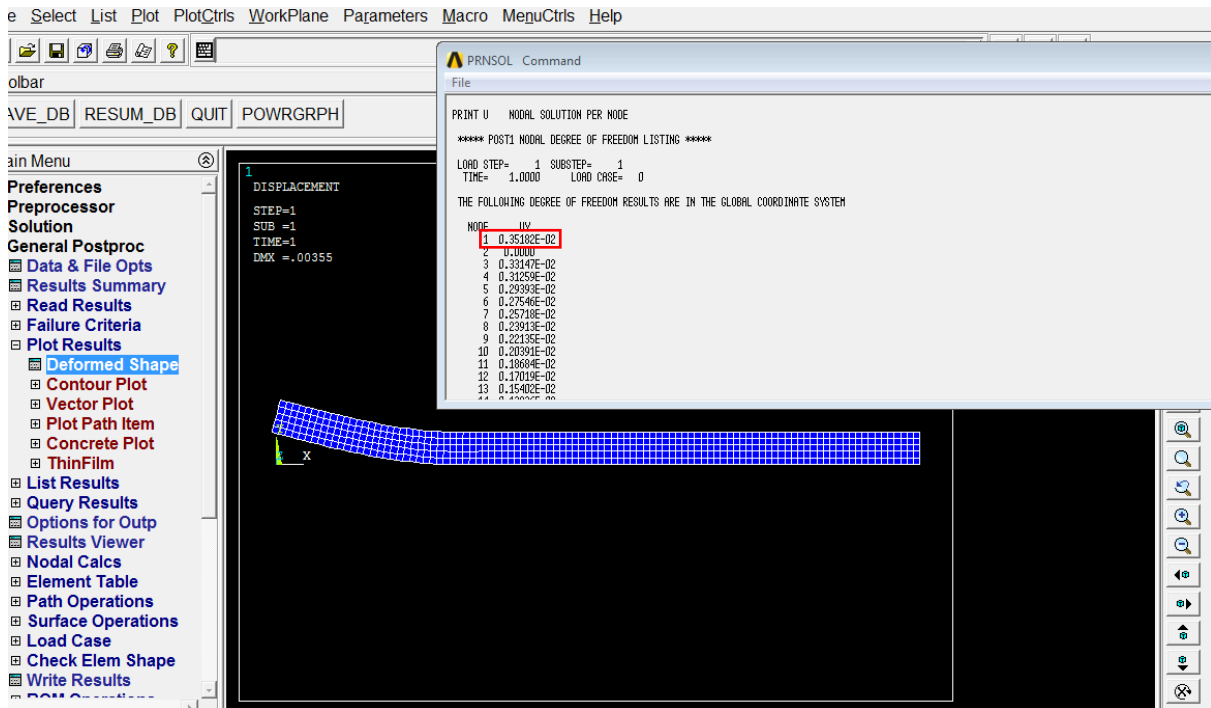 e Select List Plot PlotCtrls WorkPlane Parameters Macro MenuCtrls Help
olbar
AVE_DB RESUM_DB QUIT POWRGRPH
ain Menu
Preferences
Preprocessor
Solution
General Postproc
Data & File Opts
Results Summary
Read Results
Failure Criteria
Plot Results
Deformed Shape
Contour Plot
Vector Plot
Plot Path Item
Concrete Plot
ThinFilm
List Results
Query Results
Options for Outp
Results Viewer
Nodal Calcs
Element Table
Path Operations
Surface Operations
Load Case
Check Elem Shape
Write Results
1
DISPLACEMENT
STEP=1
SUB =1
TIME=1
DMX =.00355
X
PRNSOL Command
File
PRINT U NODAL SOLUTION PER NODE
***** POST1 NODAL DEGREE OF FREEDOM LISTING *****
LOAD STEP= 1 SUBSTEP= 1
TIME= 1.0000 LOAD CASE= 0
THE FOLLOWING DEGREE OF FREEDOM RESULTS ARE IN THE GLOBAL COORDINATE SYSTEM
NODE UY
1 0.35182E-02
2 0.0000
3 0.33147E-02
4 0.31259E-02
5 0.29393E-02
6 0.27546E-02
7 0.25718E-02
8 0.23913E-02
9 0.22135E-02
10 0.20391E-02
11 0.18684E-02
12 0.17019E-02
13 0.15402E-02